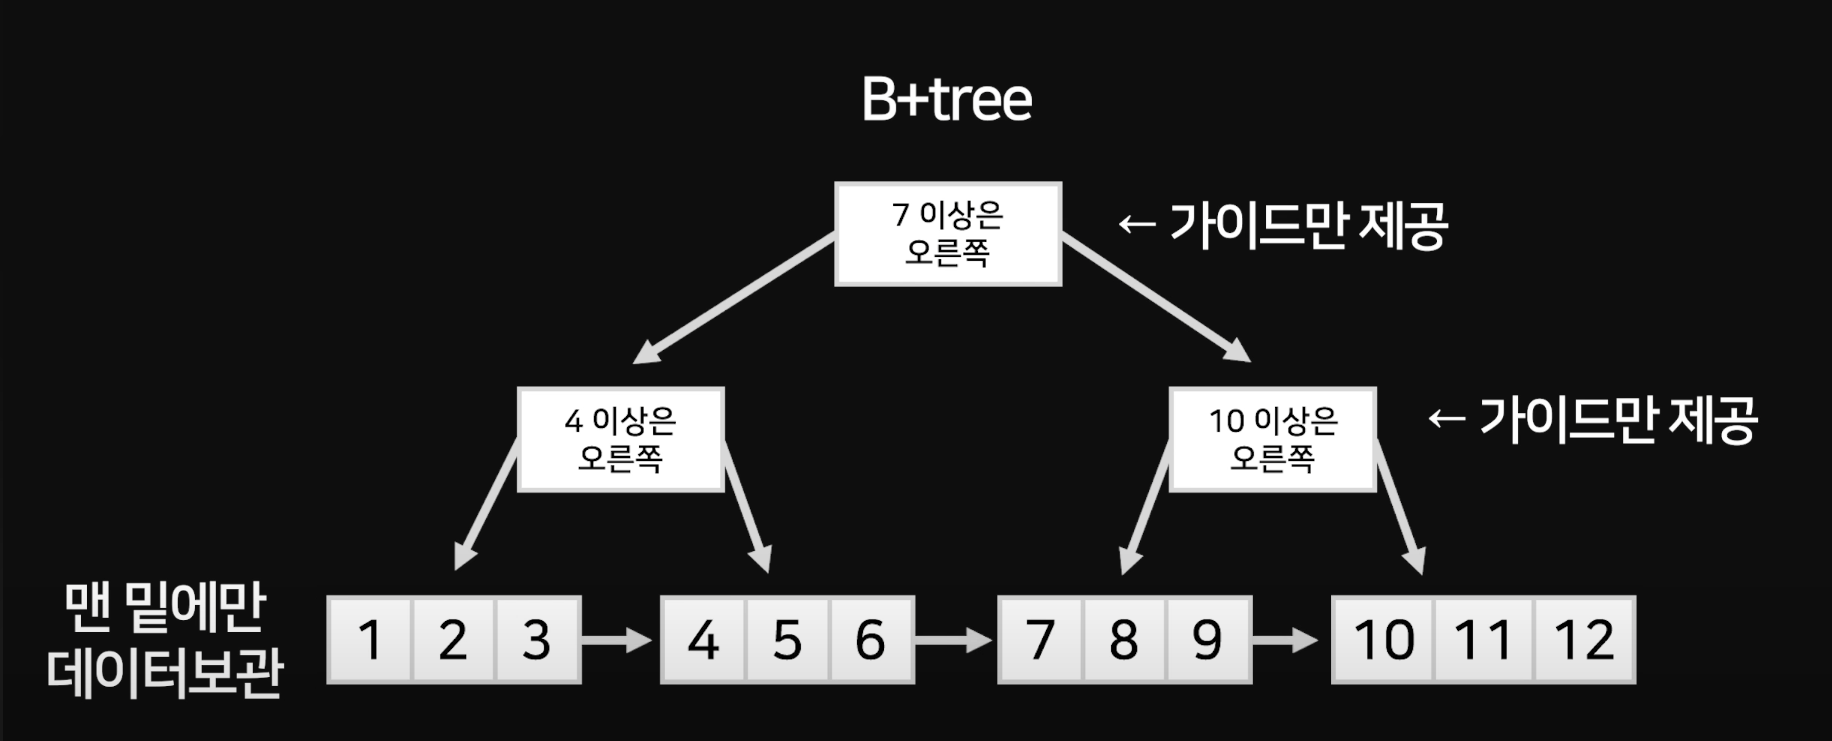 B+tree
7 이상은
오른쪽
← 가이드만 제공
4 이상은
오른쪽
10 이상은
오른쪽
← 가이드만 제공
맨 밑에만
데이터보관
1 2 3
4 5 6
7 8 9
10 11 12